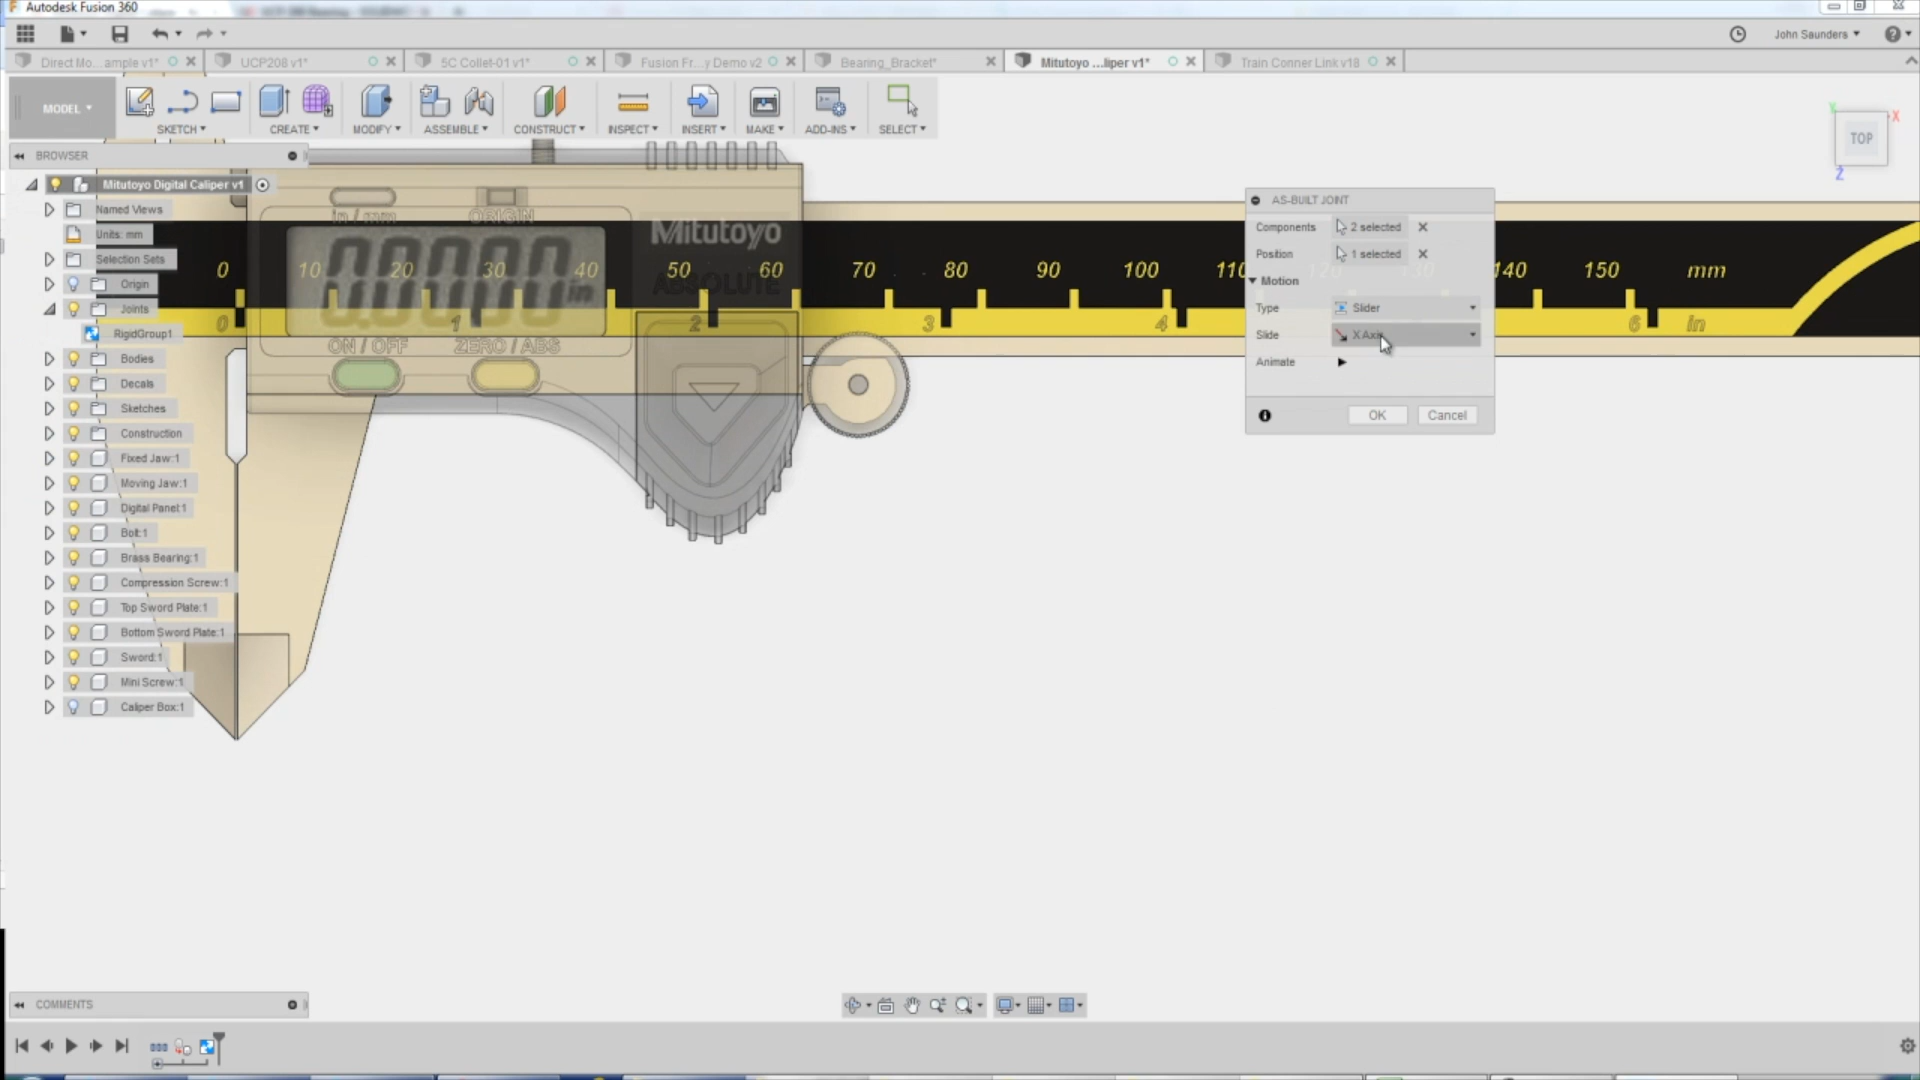 Autodesk Fusion 360
John Saunders
Direct Mo...ample v1*
UCP208 v1*
5C Collet-01 v1*
Fusion Fr...y Demo v2
Bearing_Bracket*
Mitutoyo ...liper v1*
Train Conner Link v18
MODEL
SKETCH
CREATE
MODIFY
ASSEMBLE
CONSTRUCT
INSPECT
INSERT
MAKE
ADD-INS
SELECT
TOP
Y
X
Z
BROWSER
Mitutoyo Digital Caliper v1
Named Views
Units: mm
Selection Sets
Origin
Joints
RigidGroup1
Bodies
Decals
Sketches
Construction
Fixed Jaw:1
Moving Jaw:1
Digital Panel:1
Bolt:1
Brass Bearing:1
Compression Screw:1
Top Sword Plate:1
Bottom Sword Plate:1
Sword:1
Mini Screw:1
Caliper Box:1
in / mm
ORIGIN
Mitutoyo
ABSOLUTE
0 10 20 30 40 50 60 70 80 90 100 110 120 130 140 150 mm
0.0000 in
0 1 2 3 4 6 in
ON / OFF
ZERO / ABS
AS-BUILT JOINT
Components 2 selected
Position 1 selected
Motion
Type Slider
Slide X Axis
Animate
OK
Cancel
COMMENTS